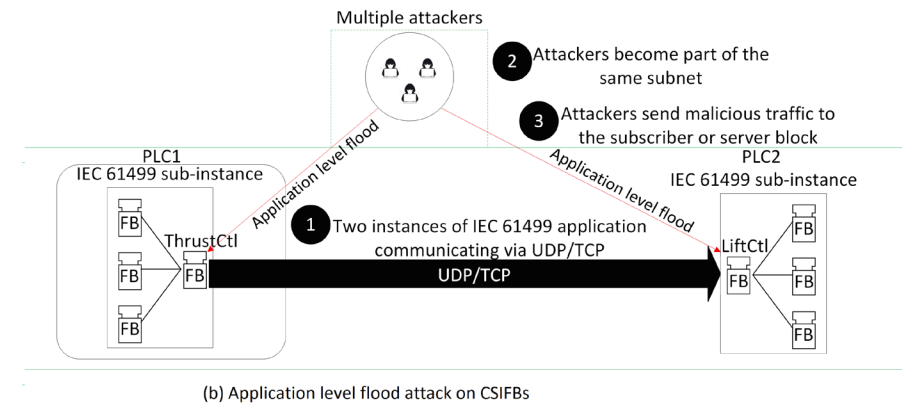 Multiple attackers
2 Attackers become part of the
same subnet
3 Attackers send malicious traffic to
the subscriber or server block
PLC1
IEC 61499 sub-instance
PLC2
IEC 61499 sub-instance
Application level flood
Application level flood
1 Two instances of IEC 61499 application
communicating via UDP/TCP
UDP/TCP
FB
FB
FB
ThrustCtl
FB
LiftCtl
FB
FB
FB
FB
(b) Application level flood attack on CSIFBs